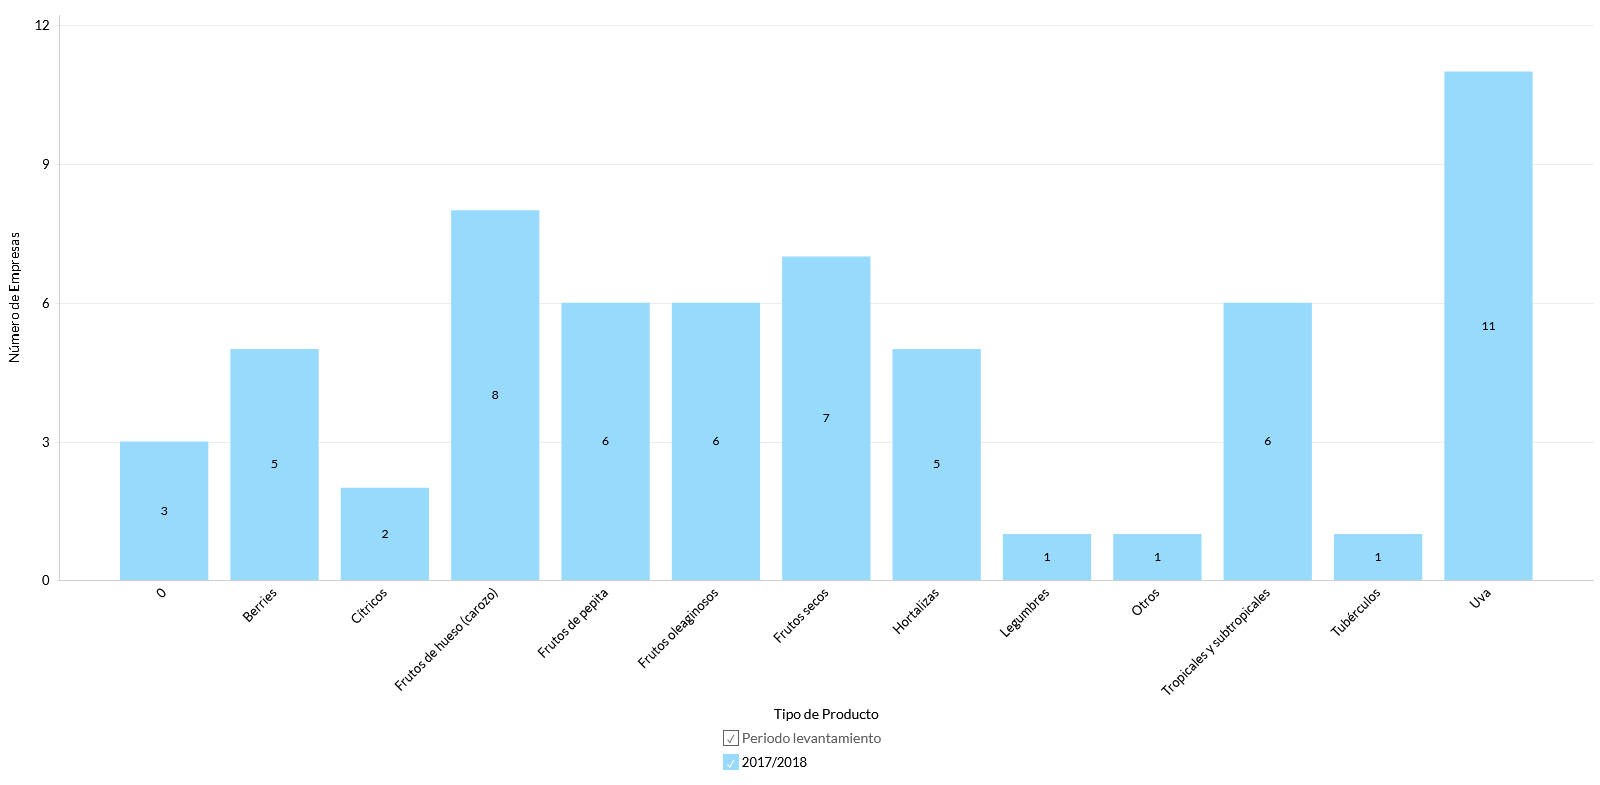 12
9
6
3
0
Número de Empresas
3
5
2
8
6
6
7
5
1
1
6
1
11
0
Berries
Cítricos
Frutos de hueso (carozo)
Frutos de pepita
Frutos oleaginosos
Frutos secos
Hortalizas
Legumbres
Otros
Tropicales y subtropicales
Tubérculos
Uva
Tipo de Producto
Periodo levantamiento
2017/2018